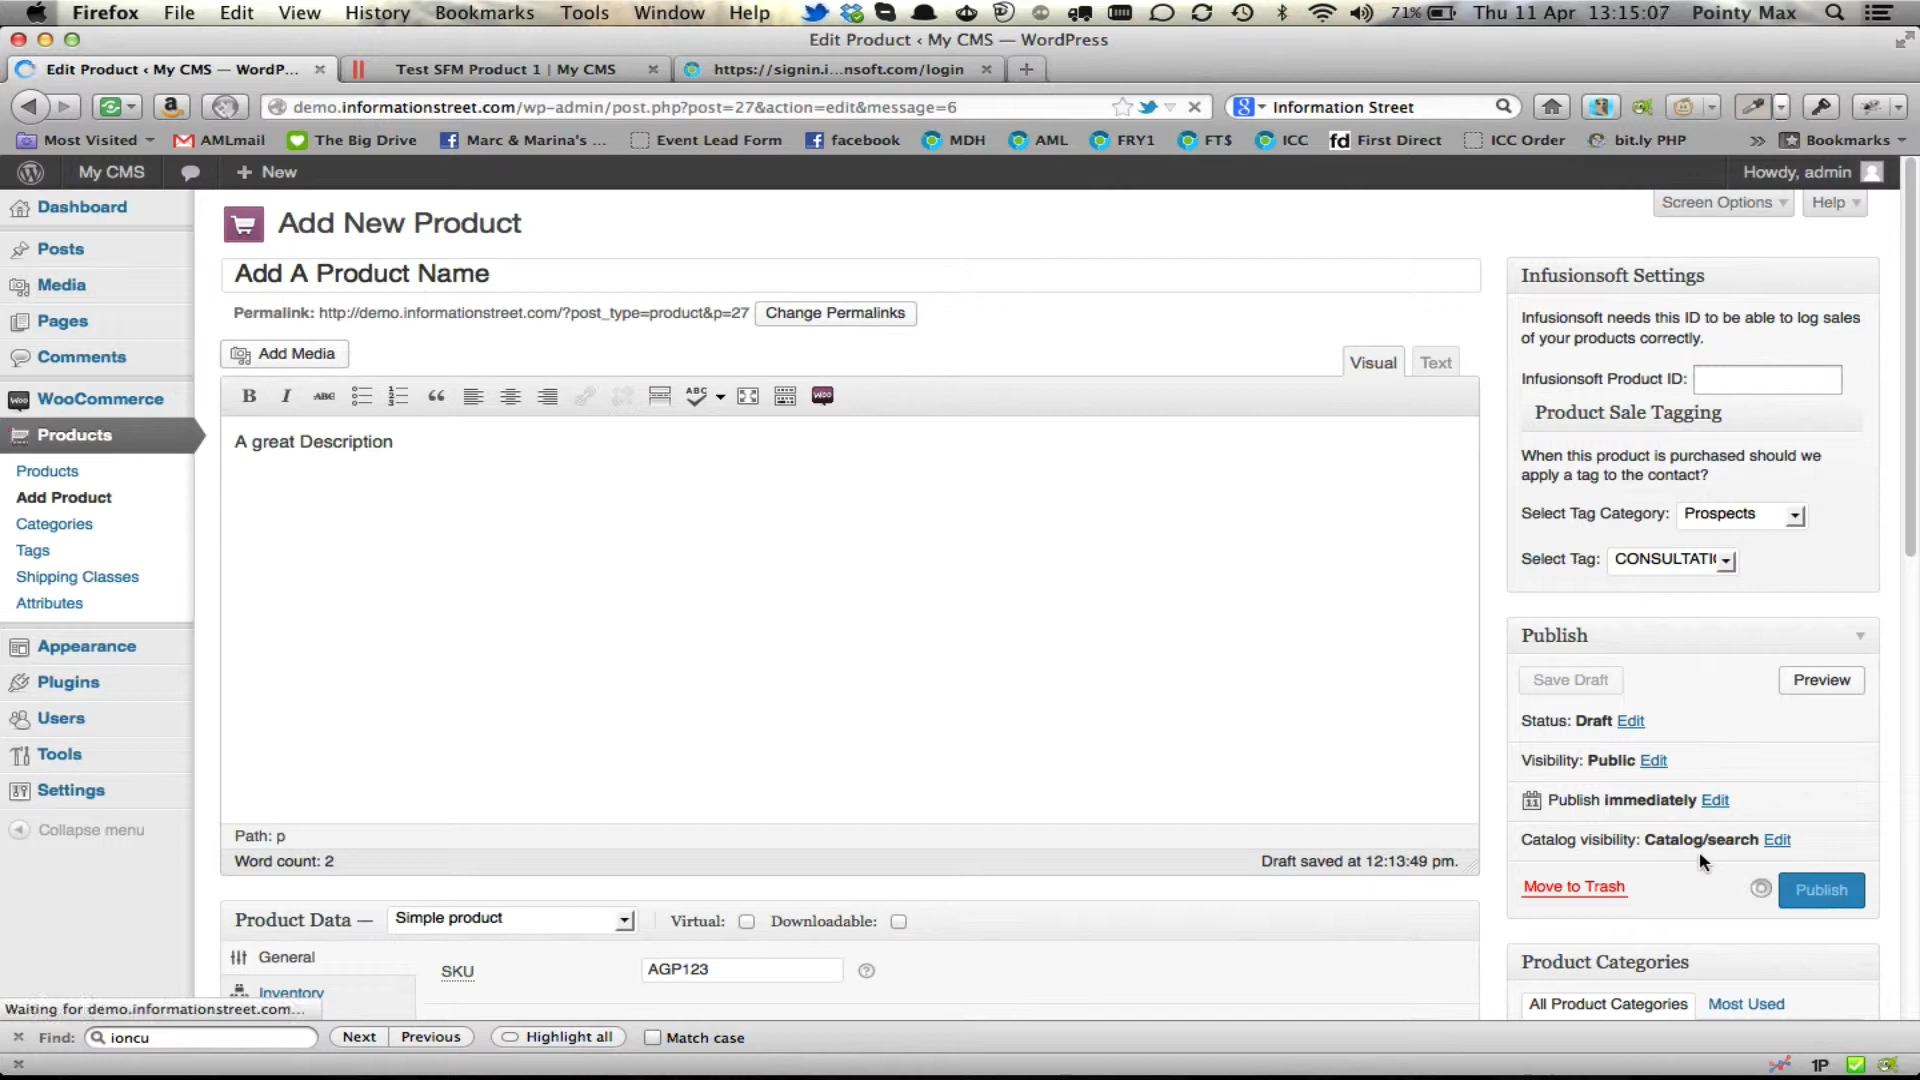 Firefox File Edit View History Bookmarks Tools Window Help 71% Thu 11 Apr 13:15:07 Pointy Max
Edit Product ‹ My CMS — WordPress
Edit Product ‹ My CMS — WordP... Test SFM Product 1 | My CMS https://signin.i...nsoft.com/login
demo.informationstreet.com/wp-admin/post.php?post=27&action=edit&message=6 Information Street
Most Visited AMLmail The Big Drive Marc & Marina's ... Event Lead Form facebook MDH AML FRY1 FT$ ICC fd First Direct ICC Order bit.ly PHP Bookmarks
My CMS + New Howdy, admin
Screen Options Help
Dashboard
Posts
Media
Pages
Comments
Woo WooCommerce
Products
Products
Add Product
Categories
Tags
Shipping Classes
Attributes
Appearance
Plugins
Users
Tools
Settings
Collapse menu
Add New Product
Add A Product Name
Permalink: http://demo.informationstreet.com/?post_type=product&p=27 Change Permalinks
Add Media
Visual Text
B I ABC ABC Woo
A great Description
Path: p
Word count: 2 Draft saved at 12:13:49 pm.
Product Data — Simple product Virtual: Downloadable:
General
SKU AGP123
Inventory
Infusionsoft Settings
Infusionsoft needs this ID to be able to log sales
of your products correctly.
Infusionsoft Product ID:
Product Sale Tagging
When this product is purchased should we
apply a tag to the contact?
Select Tag Category: Prospects
Select Tag: CONSULTATI
Publish
Save Draft Preview
Status: Draft Edit
Visibility: Public Edit
11 Publish immediately Edit
Catalog visibility: Catalog/search Edit
Move to Trash Publish
Product Categories
All Product Categories Most Used
Waiting for demo.informationstreet.com...
Find: ioncu Next Previous Highlight all Match case
1P